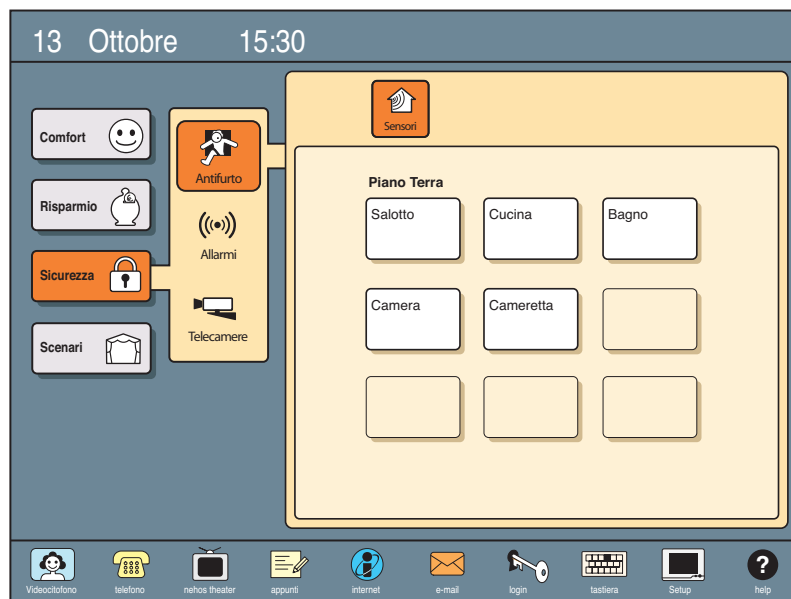 13 Ottobre 15:30
Comfort
Risparmio
Sicurezza
Scenari
Antifurto
Allarmi
Telecamere
Sensori
Piano Terra
Salotto Cucina Bagno
Camera Cameretta
Videocitofono telefono nehos theater appunti internet e-mail login tastiera Setup help